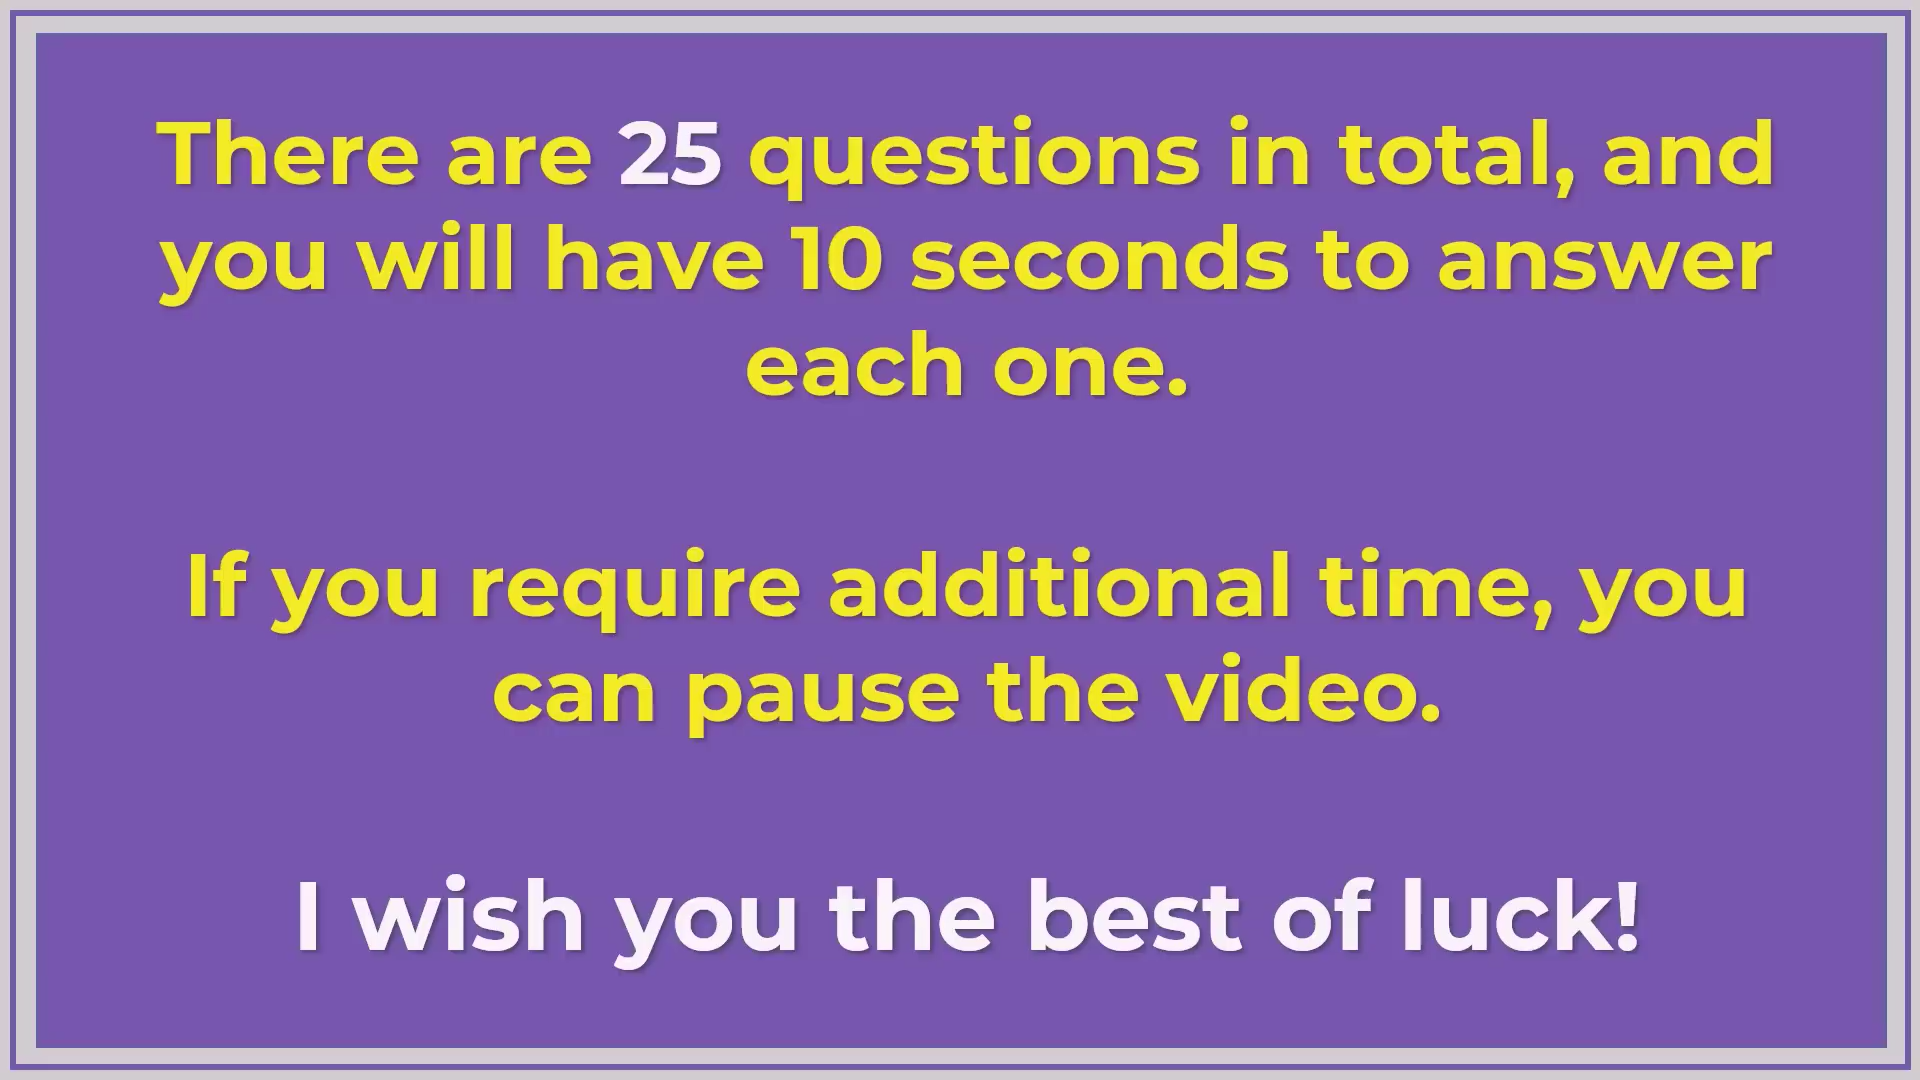 There are 25 questions in total, and
you will have 10 seconds to answer
each one.
If you require additional time, you
can pause the video.
I wish you the best of luck!